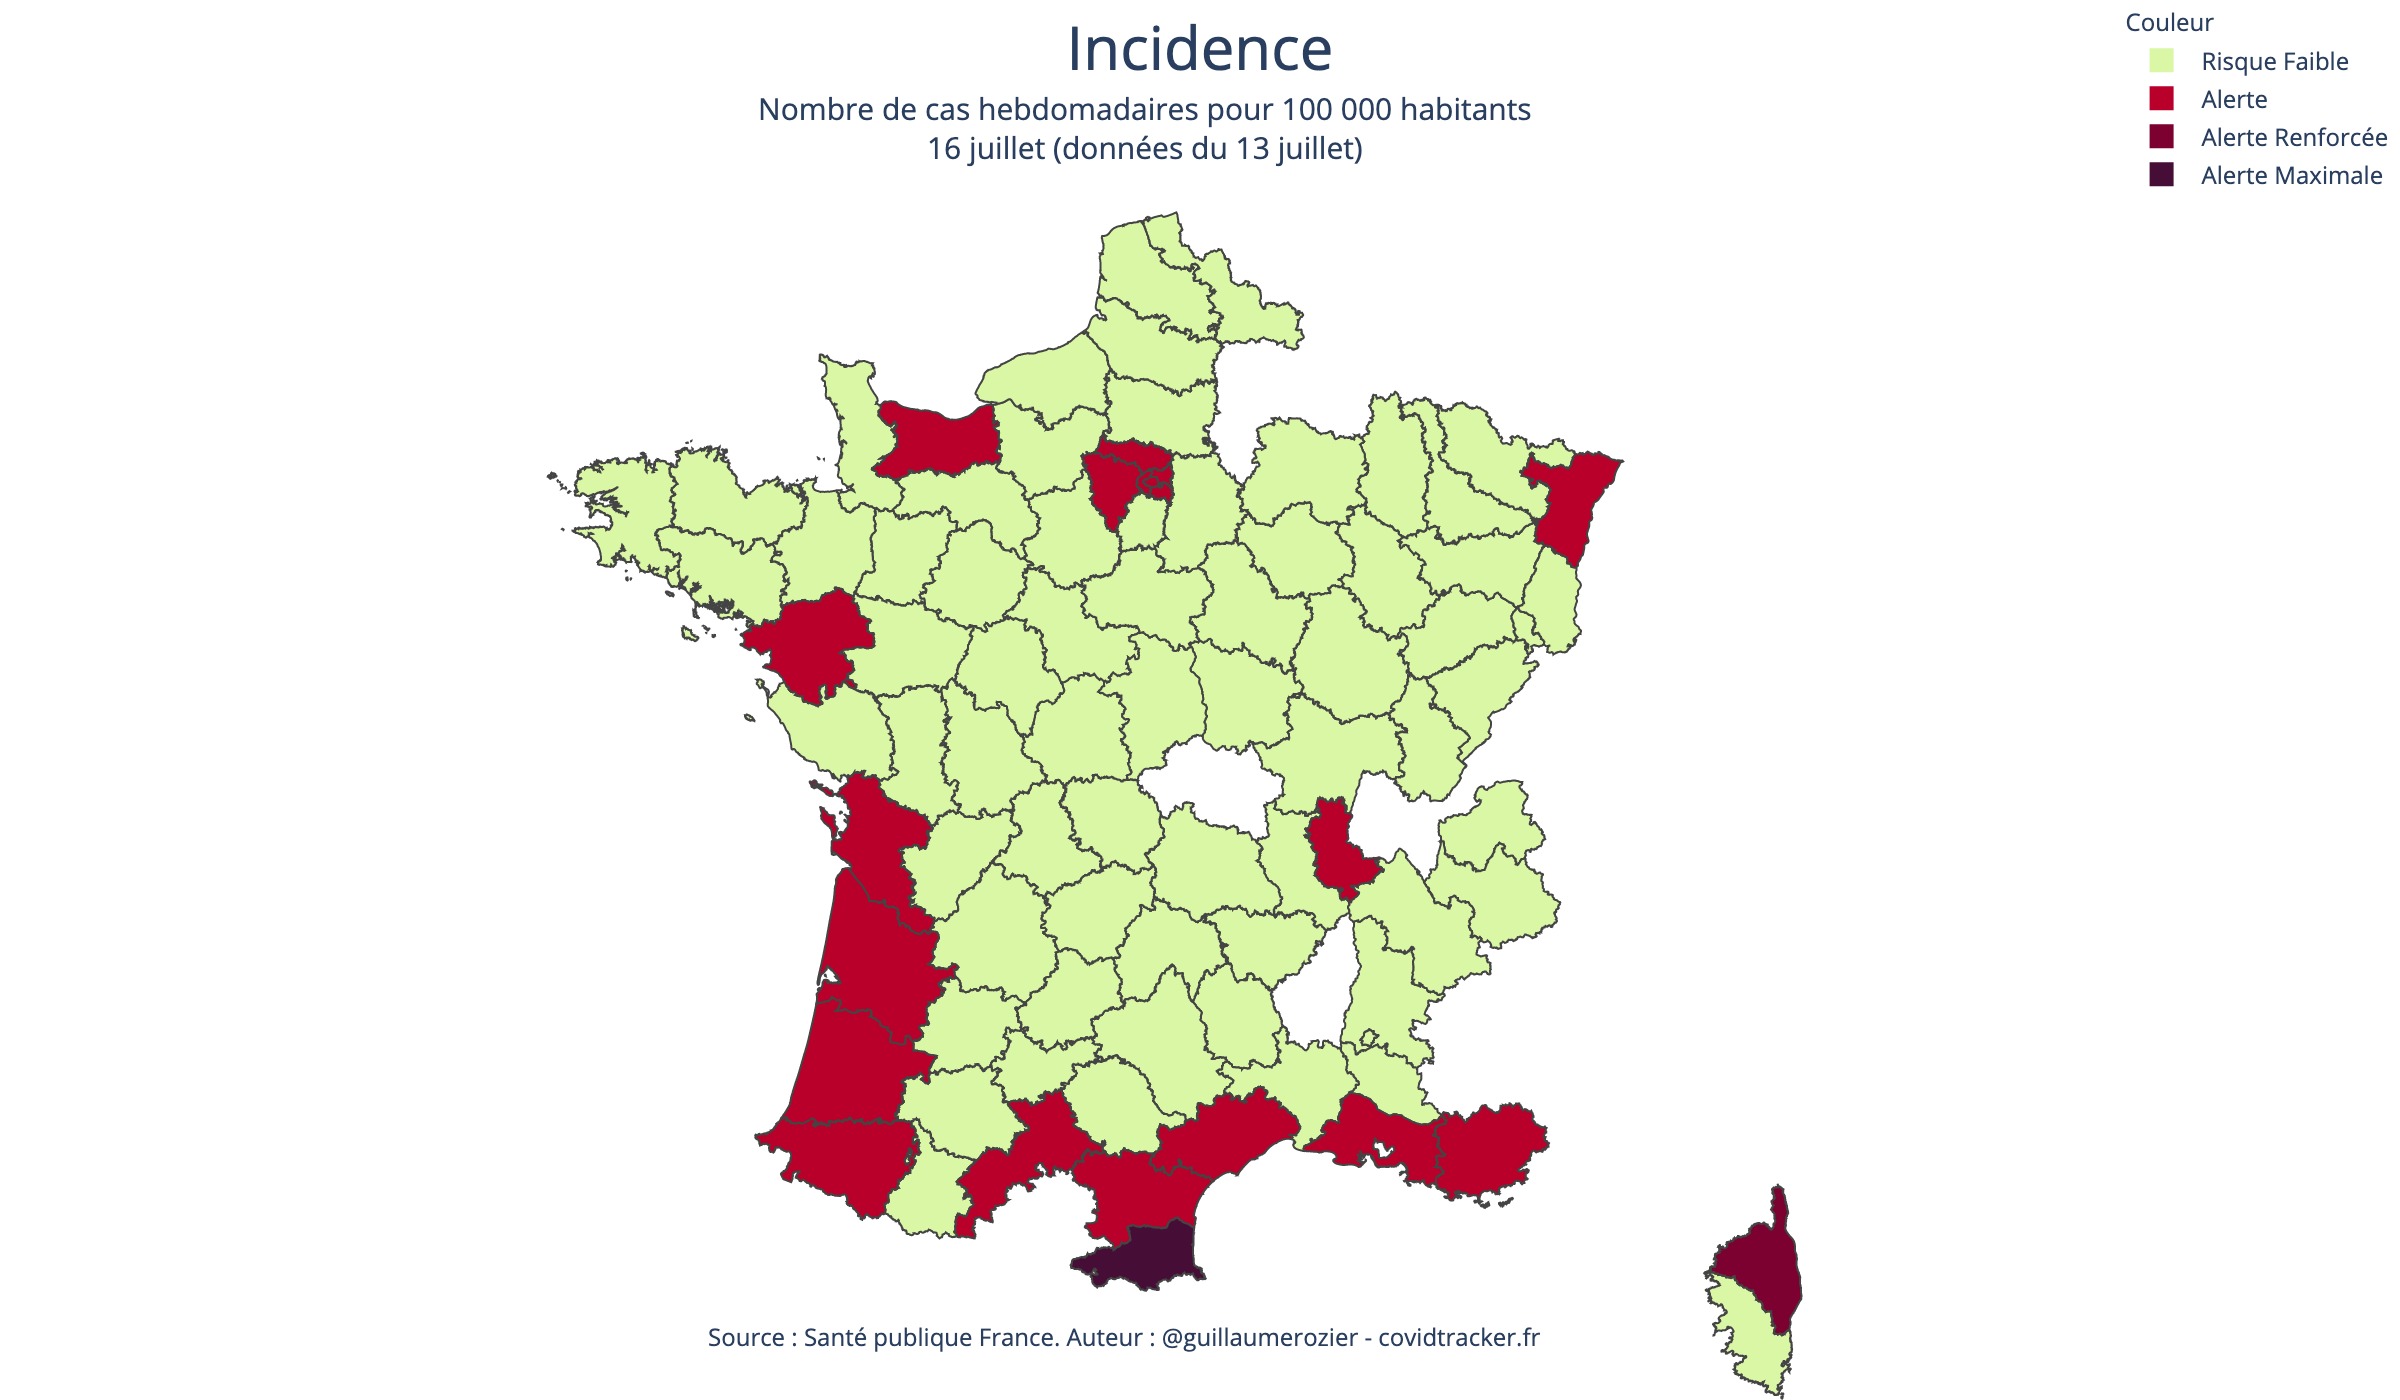 Incidence
Nombre de cas hebdomadaires pour 100 000 habitants
16 juillet (données du 13 juillet)
Couleur
Risque Faible
Alerte
Alerte Renforcée
Alerte Maximale
Source : Santé publique France. Auteur : @guillaumerozier - covidtracker.fr